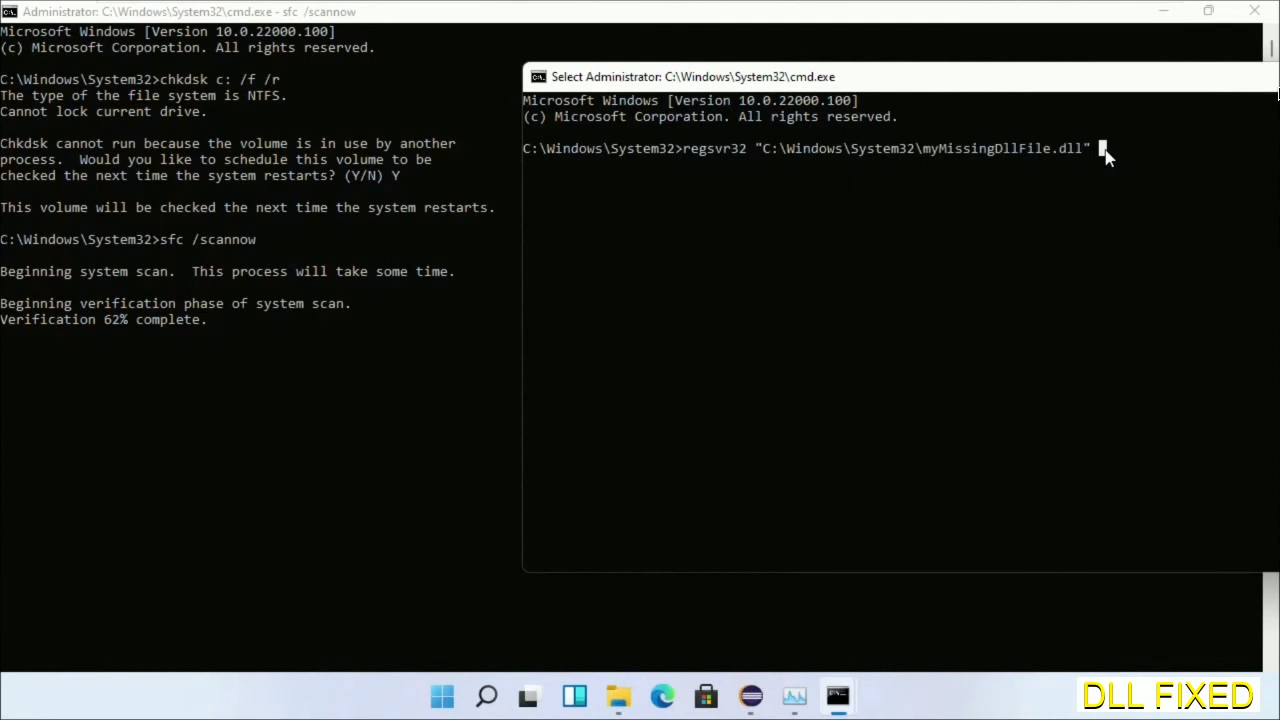 Administrator: C:\Windows\System32\cmd.exe - sfc /scannow
Microsoft Windows [Version 10.0.22000.100]
(c) Microsoft Corporation. All rights reserved.
C:\Windows\System32>chkdsk c: /f /r
The type of the file system is NTFS.
Cannot lock current drive.
Chkdsk cannot run because the volume is in use by another
process.  Would you like to schedule this volume to be
checked the next time the system restarts? (Y/N) Y
This volume will be checked the next time the system restarts.
C:\Windows\System32>sfc /scannow
Beginning system scan.  This process will take some time.
Beginning verification phase of system scan.
Verification 62% complete.
Select Administrator: C:\Windows\System32\cmd.exe
Microsoft Windows [Version 10.0.22000.100]
(c) Microsoft Corporation. All rights reserved.
C:\Windows\System32>regsvr32 "C:\Windows\System32\myMissingDllFile.dll"
DLL FIXED